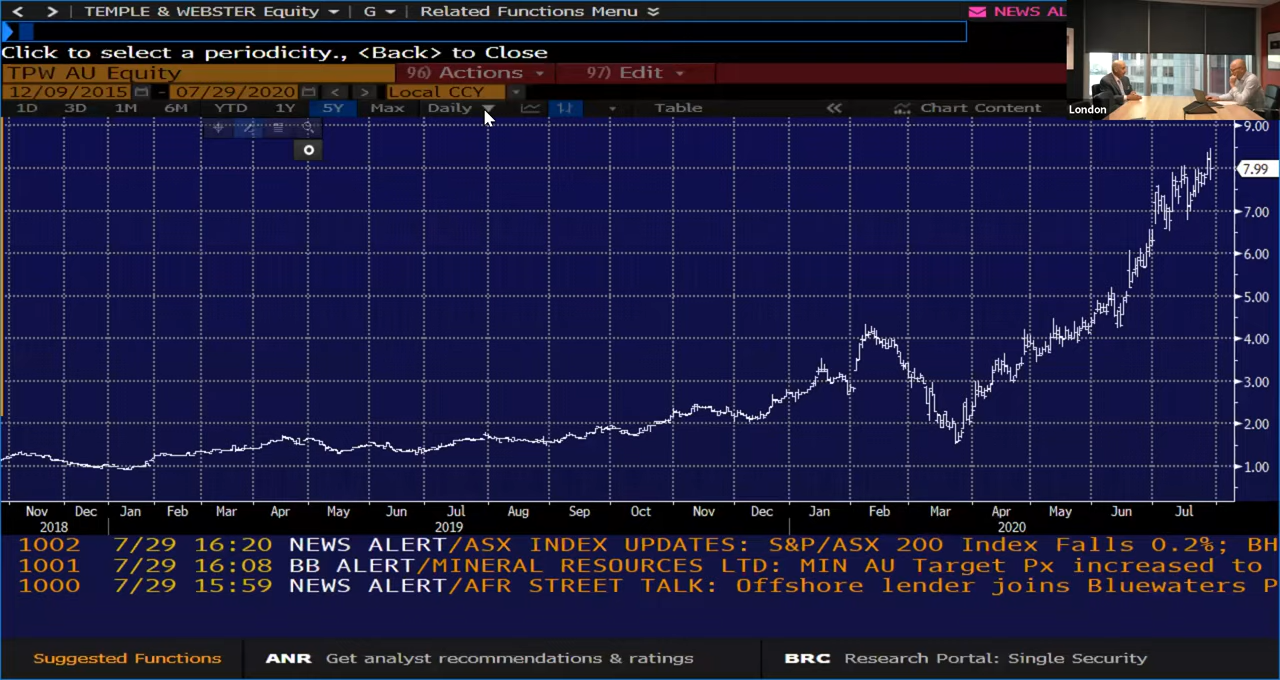 < > TEMPLE & WEBSTER Equity G Related Functions Menu
NEWS AL
Click to select a periodicity., <Back> to Close
TPW AU Equity 96) Actions 97) Edit
12/09/2015 - 07/29/2020 < > Local CCY
1D 3D 1M 6M YTD 1Y 5Y Max Daily Table « Chart Content
London
9.00
7.99
7.00
6.00
5.00
4.00
3.00
2.00
1.00
Nov Dec Jan Feb Mar Apr May Jun Jul Aug Sep Oct Nov Dec Jan Feb Mar Apr May Jun Jul
2018 2019 2020
1002 7/29 16:20 NEWS ALERT/ASX INDEX UPDATES: S&P/ASX 200 Index Falls 0.2%; BH
1001 7/29 16:08 BB ALERT/MINERAL RESOURCES LTD: MIN AU Target Px increased to
1000 7/29 15:59 NEWS ALERT/AFR STREET TALK: Offshore lender joins Bluewaters P
Suggested Functions ANR Get analyst recommendations & ratings BRC Research Portal: Single Security